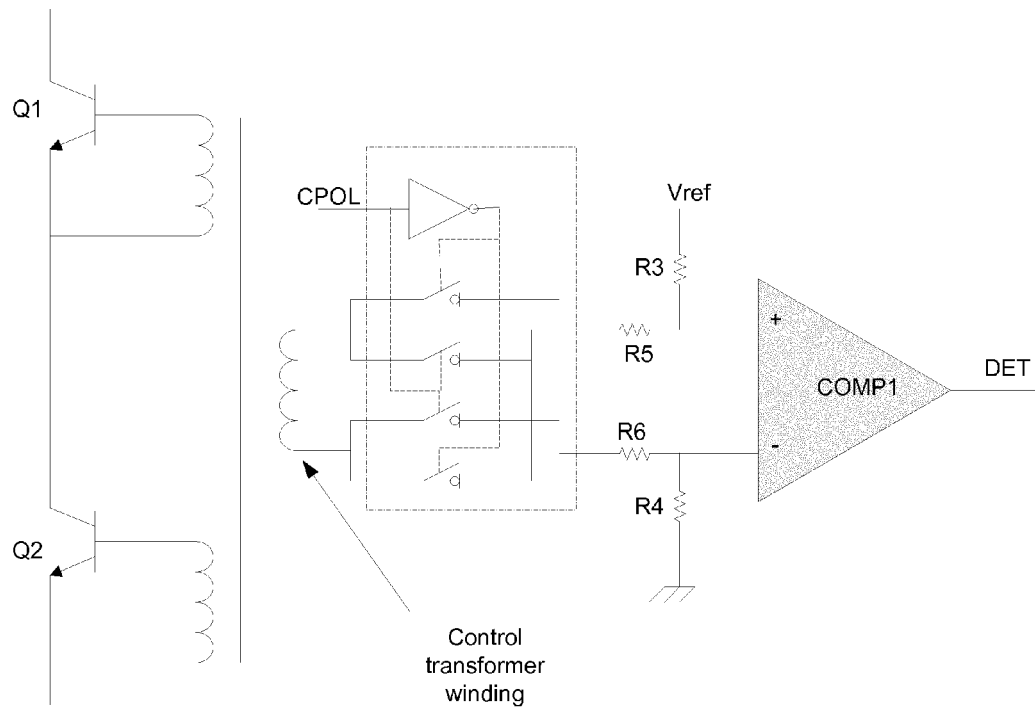 Q1
CPOL
Vref
R3
+
R5
COMP1
DET
R6
-
R4
Q2
Control
transformer
winding